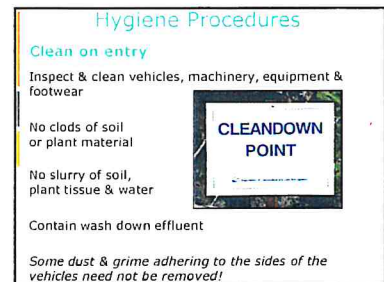 Hygiene Procedures
Clean on entry
Inspect & clean vehicles, machinery, equipment &
footwear
No clods of soil
or plant material
CLEANDOWN
POINT
No slurry of soil,
plant tissue & water
Contain wash down effluent
Some dust & grime adhering to the sides of the
vehicles need not be removed!